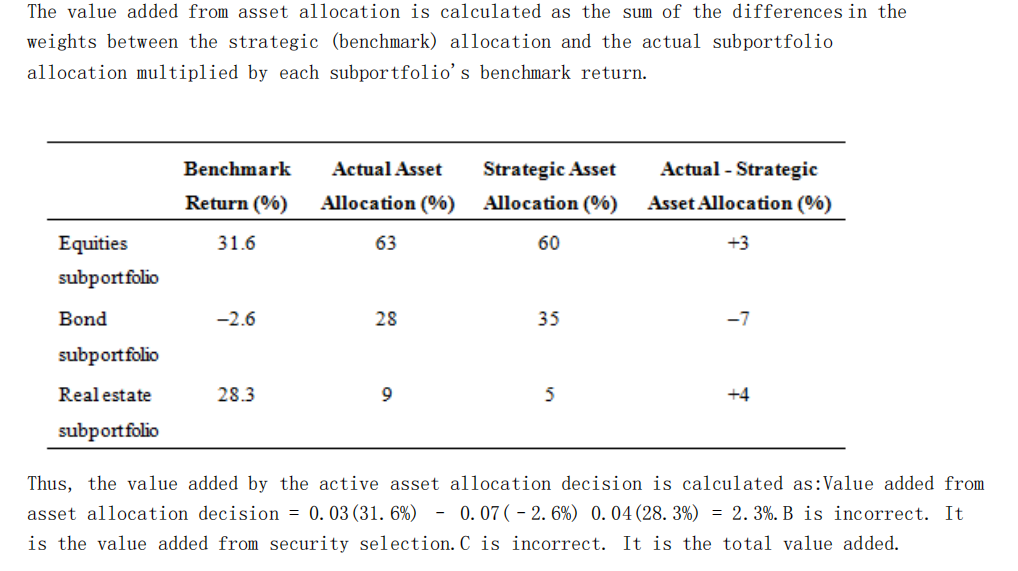 The value added from asset allocation is calculated as the sum of the differences in the
weights between the strategic (benchmark) allocation and the actual subportfolio
allocation multiplied by each subportfolio's benchmark return.
Benchmark Actual Asset Strategic Asset Actual - Strategic
Return (%) Allocation (%) Allocation (%) Asset Allocation (%)
Equities 31.6 63 60 +3
subportfolio
Bond −2.6 28 35 −7
subportfolio
Real estate 28.3 9 5 +4
subportfolio
Thus, the value added by the active asset allocation decision is calculated as:Value added from
asset allocation decision = 0.03(31.6%) - 0.07(-2.6%) 0.04(28.3%) = 2.3%.B is incorrect. It
is the value added from security selection.C is incorrect. It is the total value added.